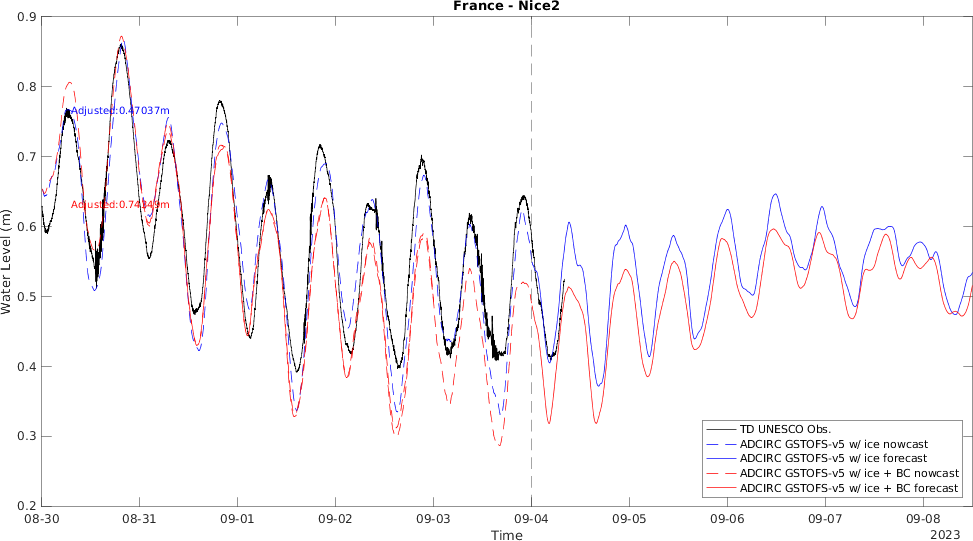 France - Nice2
0.9
0.8
0.7
0.6
0.5
0.4
0.3
0.2
Water Level (m)
Adjusted:0.47037m
Adjusted:0.74349m
TD UNESCO Obs.
ADCIRC GSTOFS-v5 w/ ice nowcast
ADCIRC GSTOFS-v5 w/ ice forecast
ADCIRC GSTOFS-v5 w/ ice + BC nowcast
ADCIRC GSTOFS-v5 w/ ice + BC forecast
08-30 08-31 09-01 09-02 09-03 09-04 09-05 09-06 09-07 09-08
Time
2023